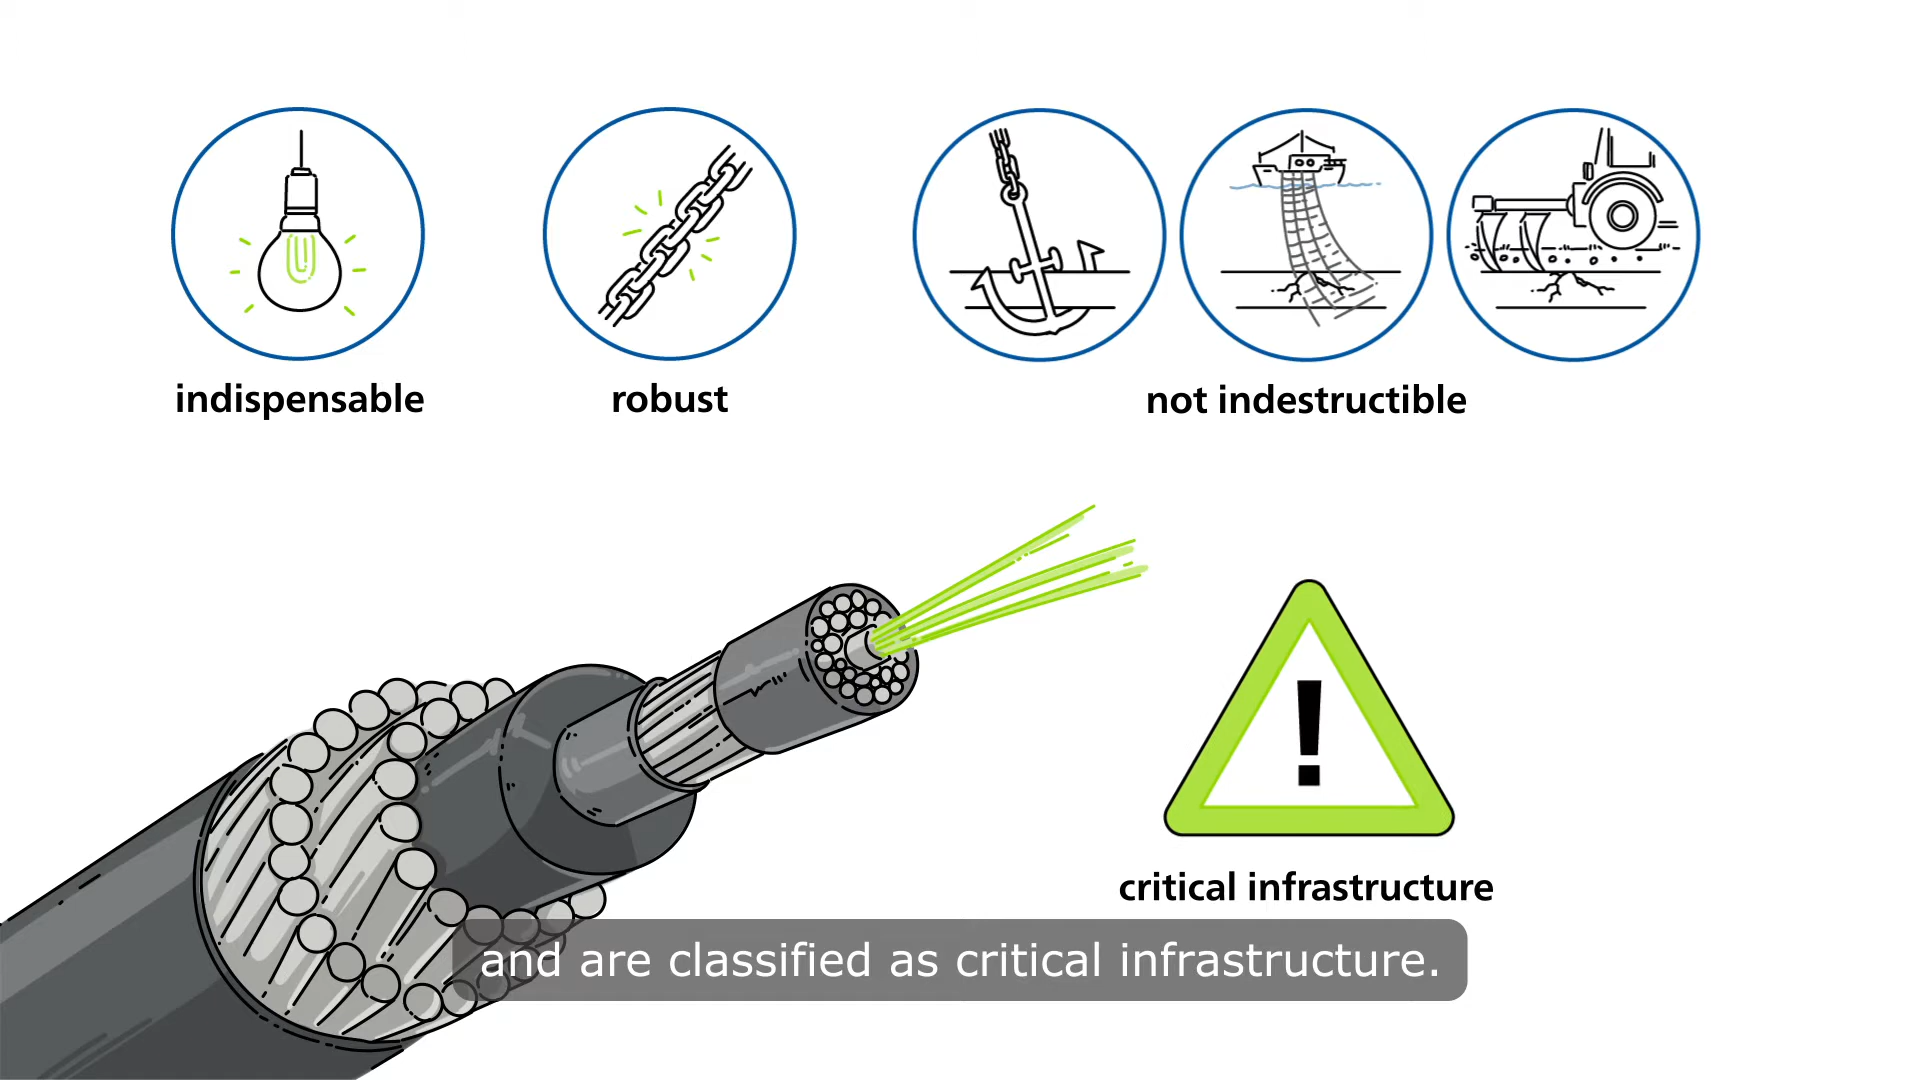 indispensable
robust
not indestructible
critical infrastructure
and are classified as critical infrastructure.